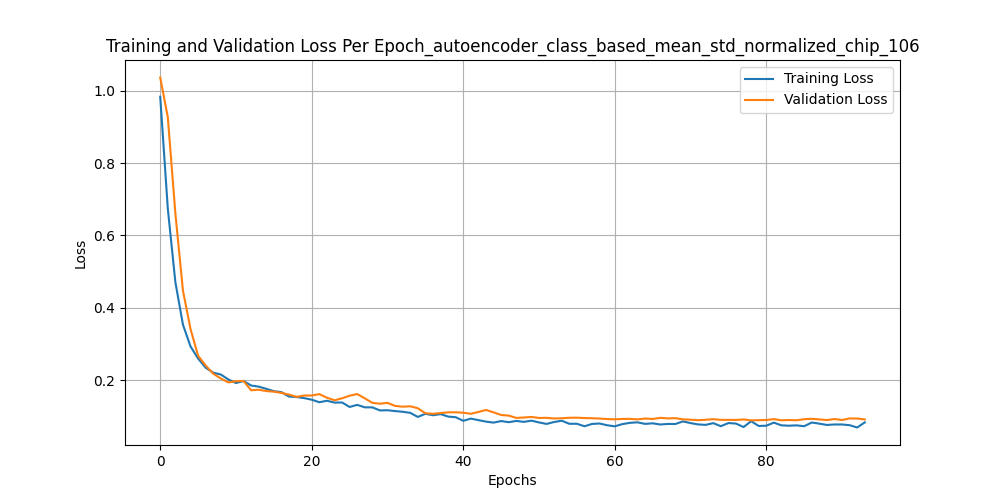 Training and Validation Loss Per Epoch_autoencoder_class_based_mean_std_normalized_chip_106
Training Loss
Validation Loss
1.0
0.8
0.6
0.4
0.2
Loss
0 20 40 60 80
Epochs